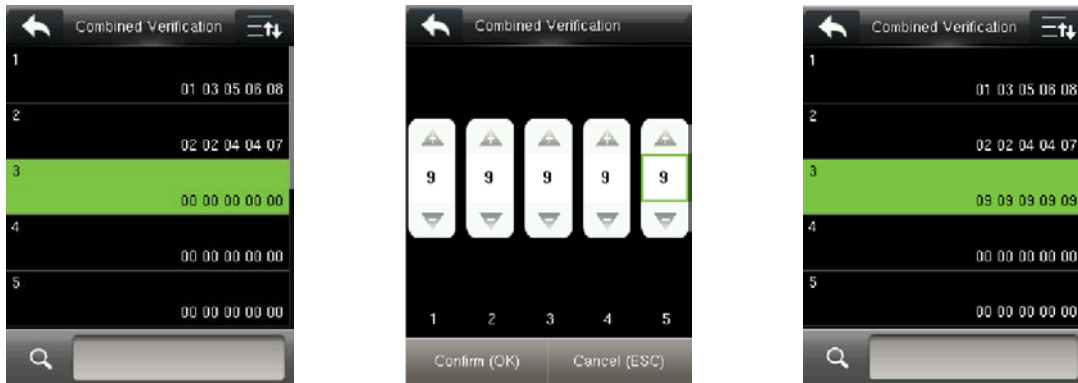 Combined Verification
1
01 03 05 06 08
2
02 02 04 04 07
3
00 00 00 00 00
4
00 00 00 00 00
5
00 00 00 00 00
Combined Verification
9 9 9 9 9
1 2 3 4 5
Confirm (OK) Cancel (ESC)
Combined Verification
1
01 03 05 06 08
2
02 02 04 04 07
3
09 09 09 09 09
4
00 00 00 00 00
5
00 00 00 00 00